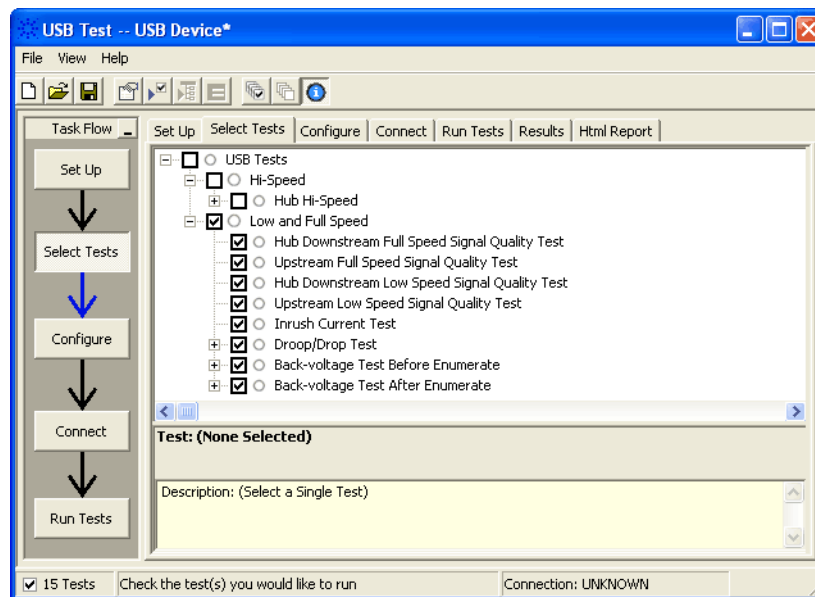 USB Test -- USB Device*
File View Help
Task Flow
Set Up
Select Tests
Configure
Connect
Run Tests
Set Up Select Tests Configure Connect Run Tests Results Html Report
USB Tests
Hi-Speed
Hub Hi-Speed
Low and Full Speed
Hub Downstream Full Speed Signal Quality Test
Upstream Full Speed Signal Quality Test
Hub Downstream Low Speed Signal Quality Test
Upstream Low Speed Signal Quality Test
Inrush Current Test
Droop/Drop Test
Back-voltage Test Before Enumerate
Back-voltage Test After Enumerate
Test: (None Selected)
Description: (Select a Single Test)
15 Tests Check the test(s) you would like to run Connection: UNKNOWN